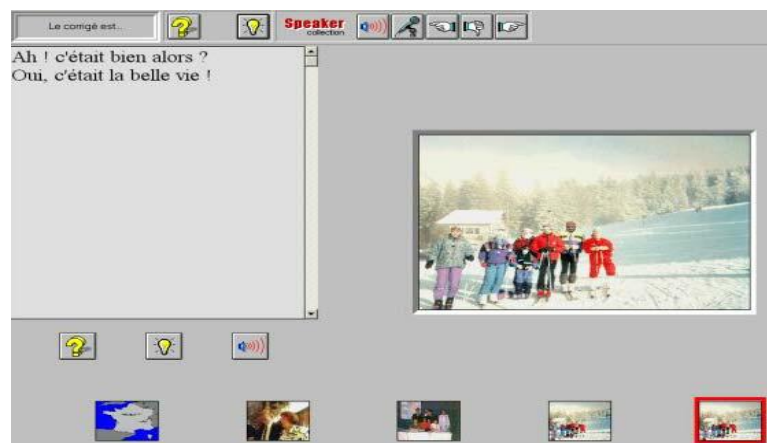 Le corrigé est...
Speaker
collection
Ah ! c'était bien alors ?
Oui, c'était la belle vie !